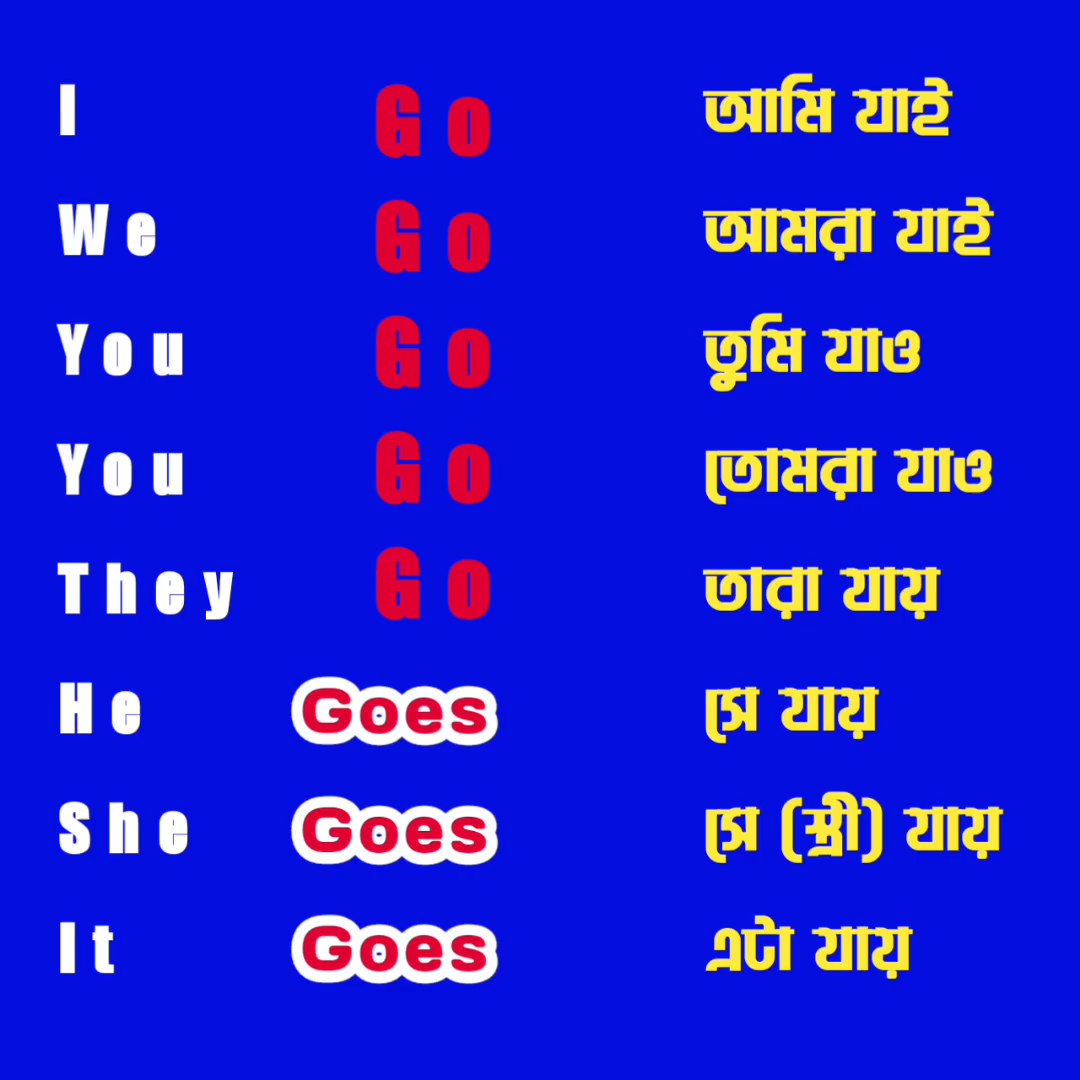 I Go আমি যাই
We Go আমরা যাই
You Go তুমি যাও
You Go তোমরা যাও
They Go তারা যায়
He Goes সে যায়
She Goes সে (স্ত্রী) যায়
It Goes এটা যায়